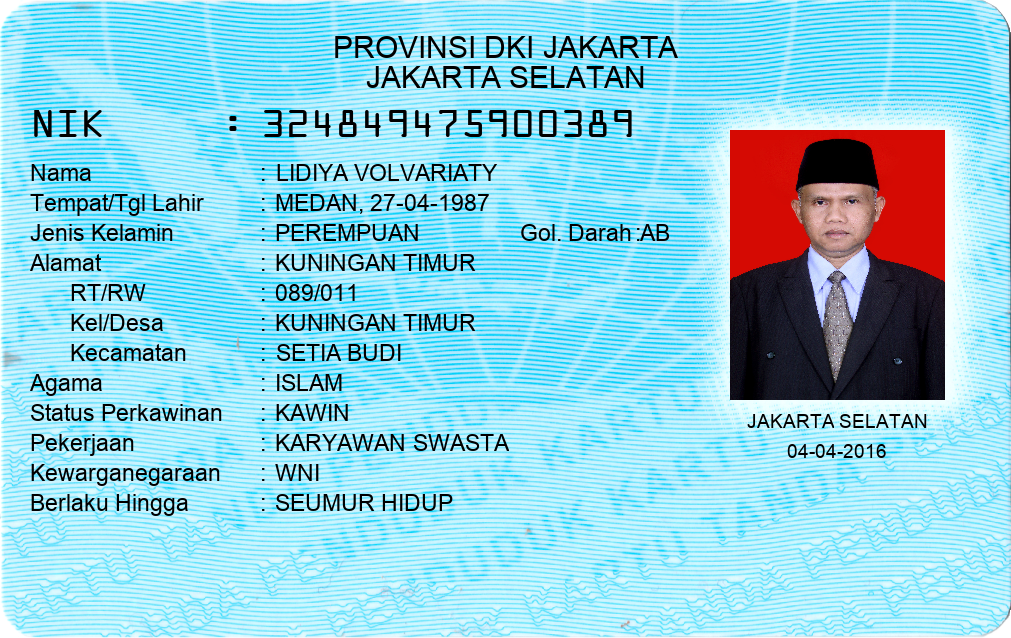 PROVINSI DKI JAKARTA
JAKARTA SELATAN
NIK : 324849475900389
Nama : LIDIYA VOLVARIATY
Tempat/Tgl Lahir : MEDAN, 27-04-1987
Jenis Kelamin : PEREMPUAN Gol. Darah :AB
Alamat : KUNINGAN TIMUR
RT/RW : 089/011
Kel/Desa : KUNINGAN TIMUR
Kecamatan : SETIA BUDI
Agama : ISLAM
Status Perkawinan : KAWIN
Pekerjaan : KARYAWAN SWASTA
Kewarganegaraan : WNI
Berlaku Hingga : SEUMUR HIDUP
JAKARTA SELATAN
04-04-2016